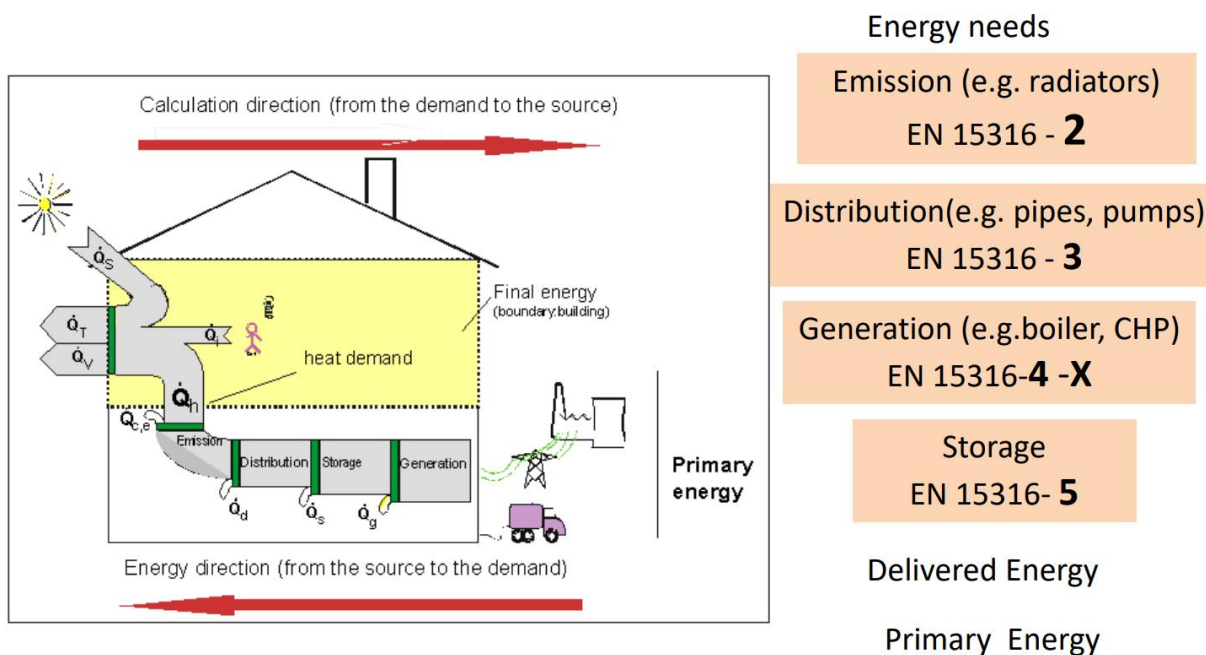 Energy needs
Emission (e.g. radiators)
EN 15316 - 2
Distribution(e.g. pipes, pumps)
EN 15316 - 3
Generation (e.g.boiler, CHP)
EN 15316-4 -X
Storage
EN 15316- 5
Delivered Energy
Primary Energy
Calculation direction (from the demand to the source)
Q̇S
Q̇T
Q̇V
Q̇i
Final energy
(boundary:building)
heat demand
Q̇h
Qc,e
Emission
Distribution
Storage
Generation
Q̇d
Q̇s
Q̇g
Primary
energy
Energy direction (from the source to the demand)